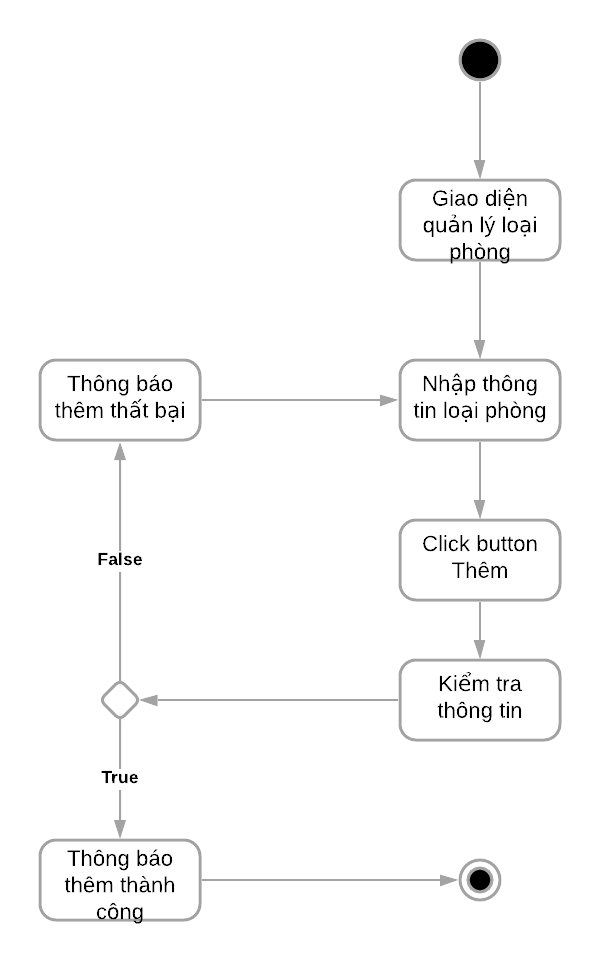 Giao diện
quản lý loại
phòng
Thông báo
thêm thất bại
Nhập thông
tin loại phòng
False
Click button
Thêm
Kiểm tra
thông tin
True
Thông báo
thêm thành
công